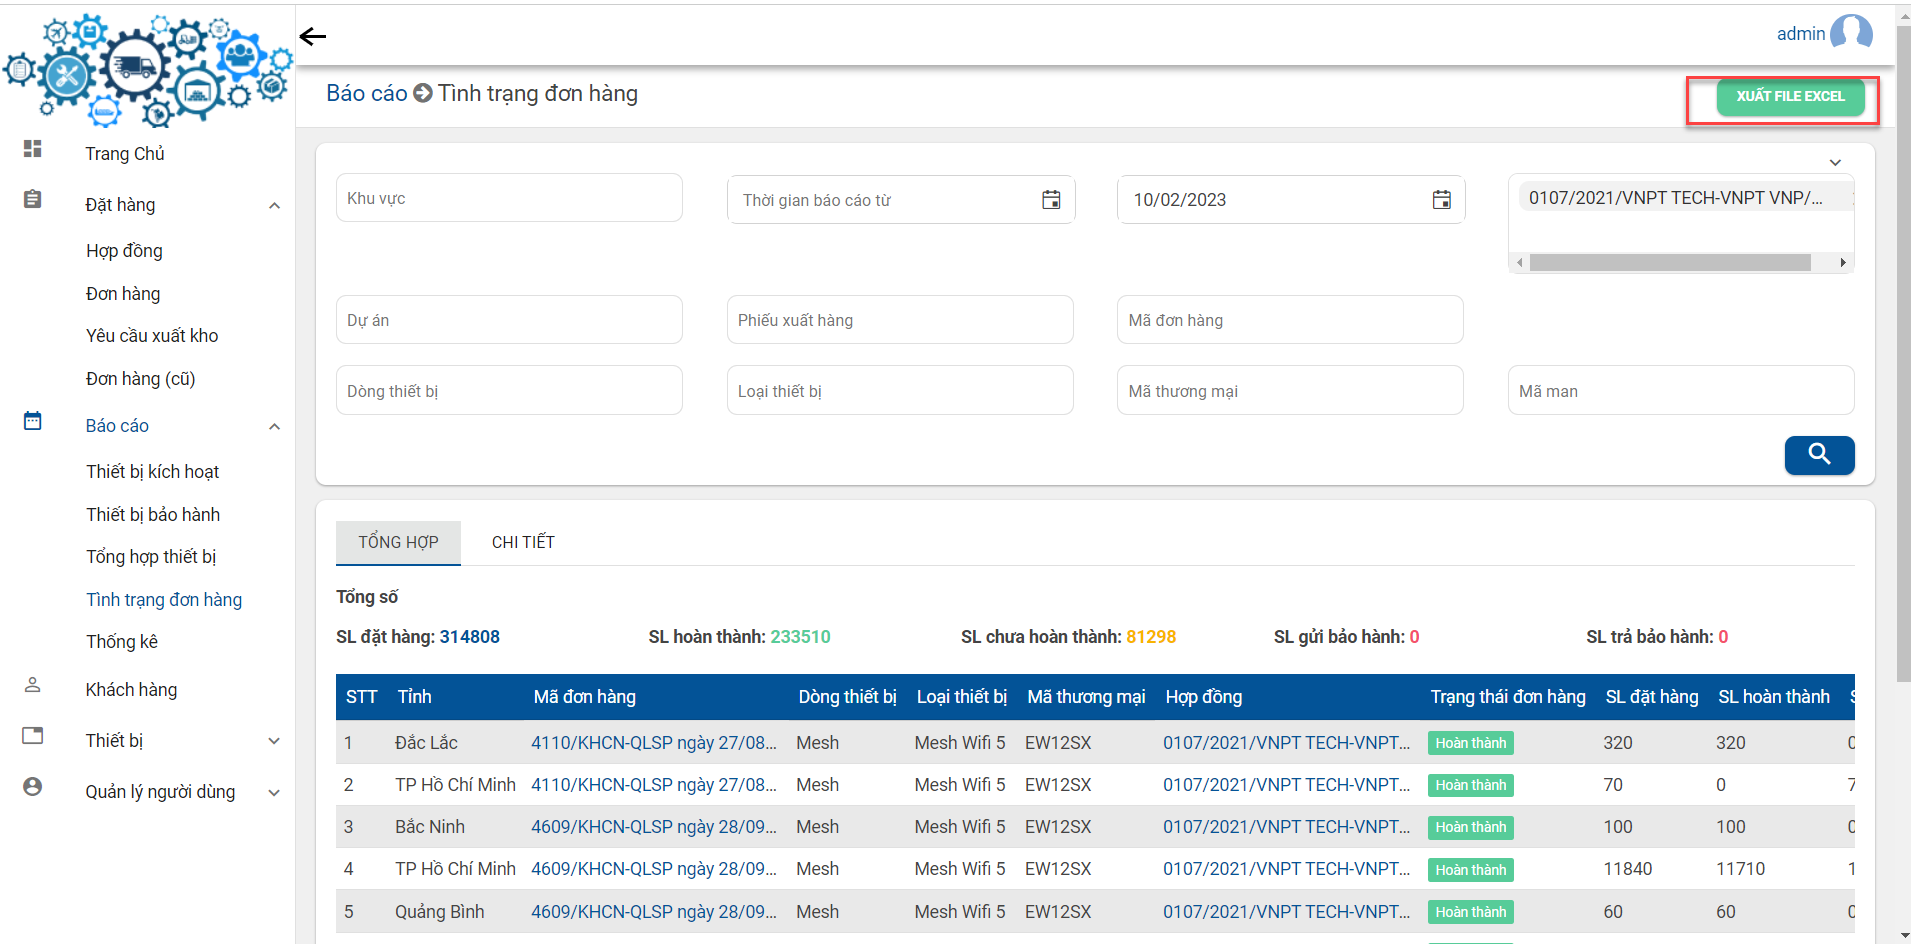 admin
Báo cáo Tình trạng đơn hàng
XUẤT FILE EXCEL
Trang Chủ
Đặt hàng
Hợp đồng
Đơn hàng
Yêu cầu xuất kho
Đơn hàng (cũ)
Báo cáo
Thiết bị kích hoạt
Thiết bị bảo hành
Tổng hợp thiết bị
Tình trạng đơn hàng
Thống kê
Khách hàng
Thiết bị
Quản lý người dùng
Khu vực
Thời gian báo cáo từ
10/02/2023
0107/2021/VNPT TECH-VNPT VNP/...
Dự án
Phiếu xuất hàng
Mã đơn hàng
Dòng thiết bị
Loại thiết bị
Mã thương mại
Mã man
TỔNG HỢP
CHI TIẾT
Tổng số
SL đặt hàng: 314808
SL hoàn thành: 233510
SL chưa hoàn thành: 81298
SL gửi bảo hành: 0
SL trả bảo hành: 0
STT Tỉnh Mã đơn hàng Dòng thiết bị Loại thiết bị Mã thương mại Hợp đồng Trạng thái đơn hàng SL đặt hàng SL hoàn thành
1 Đắc Lắc 4110/KHCN-QLSP ngày 27/08... Mesh Mesh Wifi 5 EW12SX 0107/2021/VNPT TECH-VNPT... Hoàn thành 320 320
2 TP Hồ Chí Minh 4110/KHCN-QLSP ngày 27/08... Mesh Mesh Wifi 5 EW12SX 0107/2021/VNPT TECH-VNPT... Hoàn thành 70 0
3 Bắc Ninh 4609/KHCN-QLSP ngày 28/09... Mesh Mesh Wifi 5 EW12SX 0107/2021/VNPT TECH-VNPT... Hoàn thành 100 100
4 TP Hồ Chí Minh 4609/KHCN-QLSP ngày 28/09... Mesh Mesh Wifi 5 EW12SX 0107/2021/VNPT TECH-VNPT... Hoàn thành 11840 11710
5 Quảng Bình 4609/KHCN-QLSP ngày 28/09... Mesh Mesh Wifi 5 EW12SX 0107/2021/VNPT TECH-VNPT... Hoàn thành 60 60